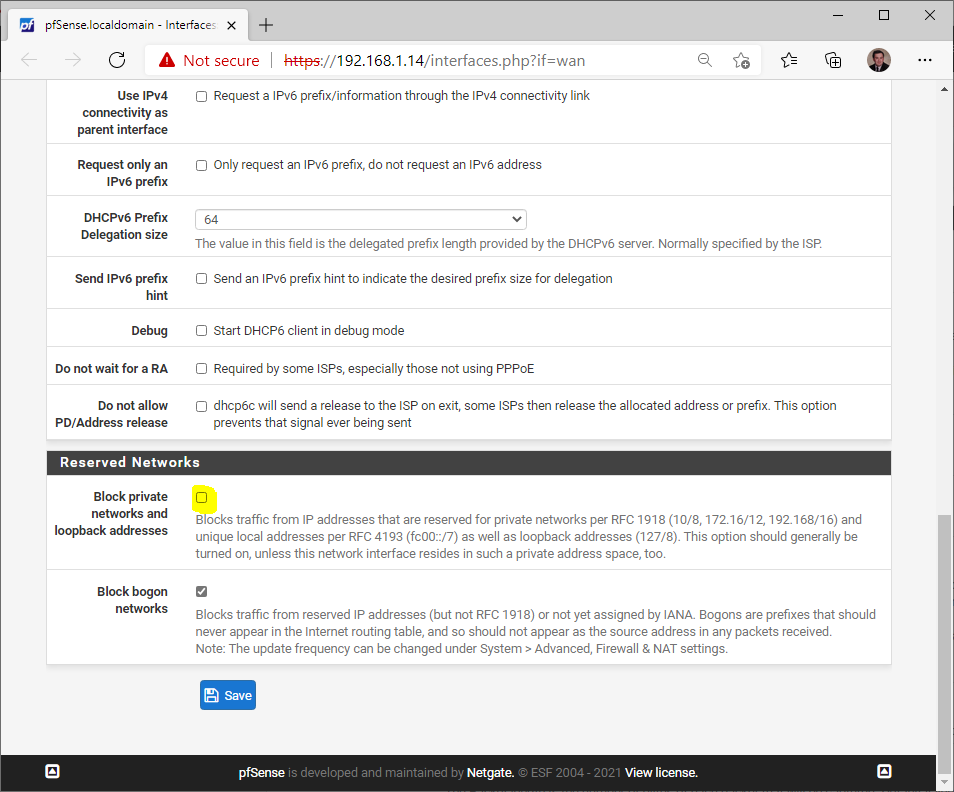 pfSense.localdomain - Interfaces:
Not secure | https://192.168.1.14/interfaces.php?if=wan
Use IPv4
connectivity as
parent interface
Request a IPv6 prefix/information through the IPv4 connectivity link
Request only an
IPv6 prefix
Only request an IPv6 prefix, do not request an IPv6 address
DHCPv6 Prefix
Delegation size
64
The value in this field is the delegated prefix length provided by the DHCPv6 server. Normally specified by the ISP.
Send IPv6 prefix
hint
Send an IPv6 prefix hint to indicate the desired prefix size for delegation
Debug
Start DHCP6 client in debug mode
Do not wait for a RA
Required by some ISPs, especially those not using PPPoE
Do not allow
PD/Address release
dhcp6c will send a release to the ISP on exit, some ISPs then release the allocated address or prefix. This option
prevents that signal ever being sent
Reserved Networks
Block private
networks and
loopback addresses
Blocks traffic from IP addresses that are reserved for private networks per RFC 1918 (10/8, 172.16/12, 192.168/16) and
unique local addresses per RFC 4193 (fc00::/7) as well as loopback addresses (127/8). This option should generally be
turned on, unless this network interface resides in such a private address space, too.
Block bogon
networks
Blocks traffic from reserved IP addresses (but not RFC 1918) or not yet assigned by IANA. Bogons are prefixes that should
never appear in the Internet routing table, and so should not appear as the source address in any packets received.
Note: The update frequency can be changed under System > Advanced, Firewall & NAT settings.
Save
pfSense is developed and maintained by Netgate. © ESF 2004 - 2021 View license.